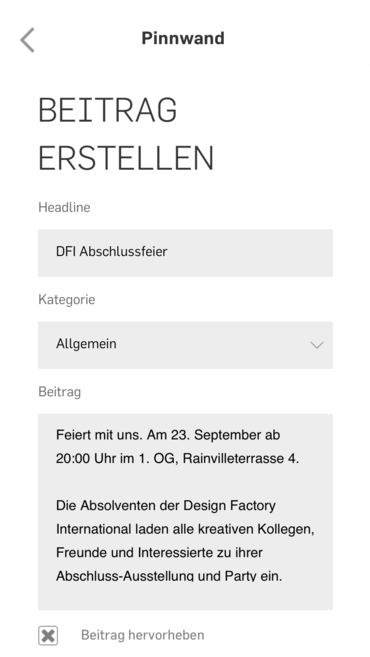 Pinnwand
BEITRAG
ERSTELLEN
Headline
DFI Abschlussfeier
Kategorie
Allgemein
Beitrag
Feiert mit uns. Am 23. September ab
20:00 Uhr im 1. OG, Rainvilleterrasse 4.
Die Absolventen der Design Factory
International laden alle kreativen Kollegen,
Freunde und Interessierte zu ihrer
Abschluss-Ausstellung und Party ein.
Beitrag hervorheben